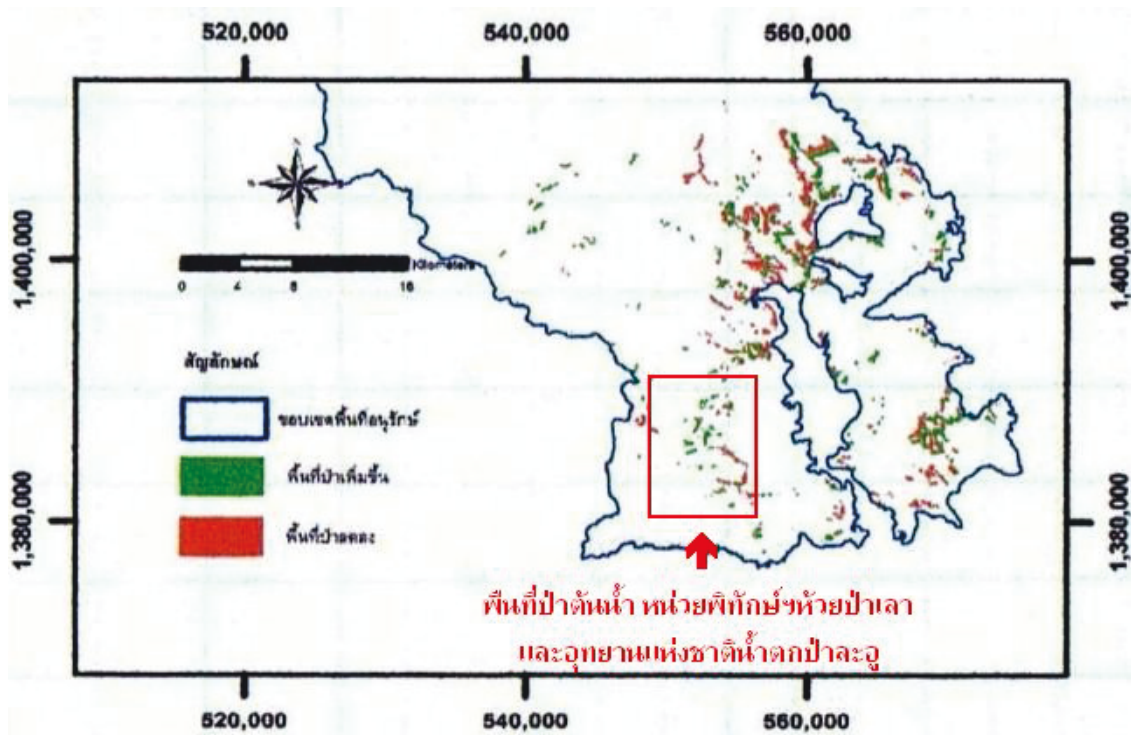 520,000 540,000 560,000
1,400,000 1,400,000
Kilometers
0 4 8 16
สัญลักษณ์
ขอบเขตพื้นที่อนุรักษ์
พื้นที่ป่าเพิ่มขึ้น
พื้นที่ป่าลดลง
1,380,000 1,380,000
พืนที่ป่าต้นน้ำ หน่วยพิทักษ์ฯห้วยป่าเลา
และอุทยานแห่งชาติน้ำตกป่าละอู
520,000 540,000 560,000